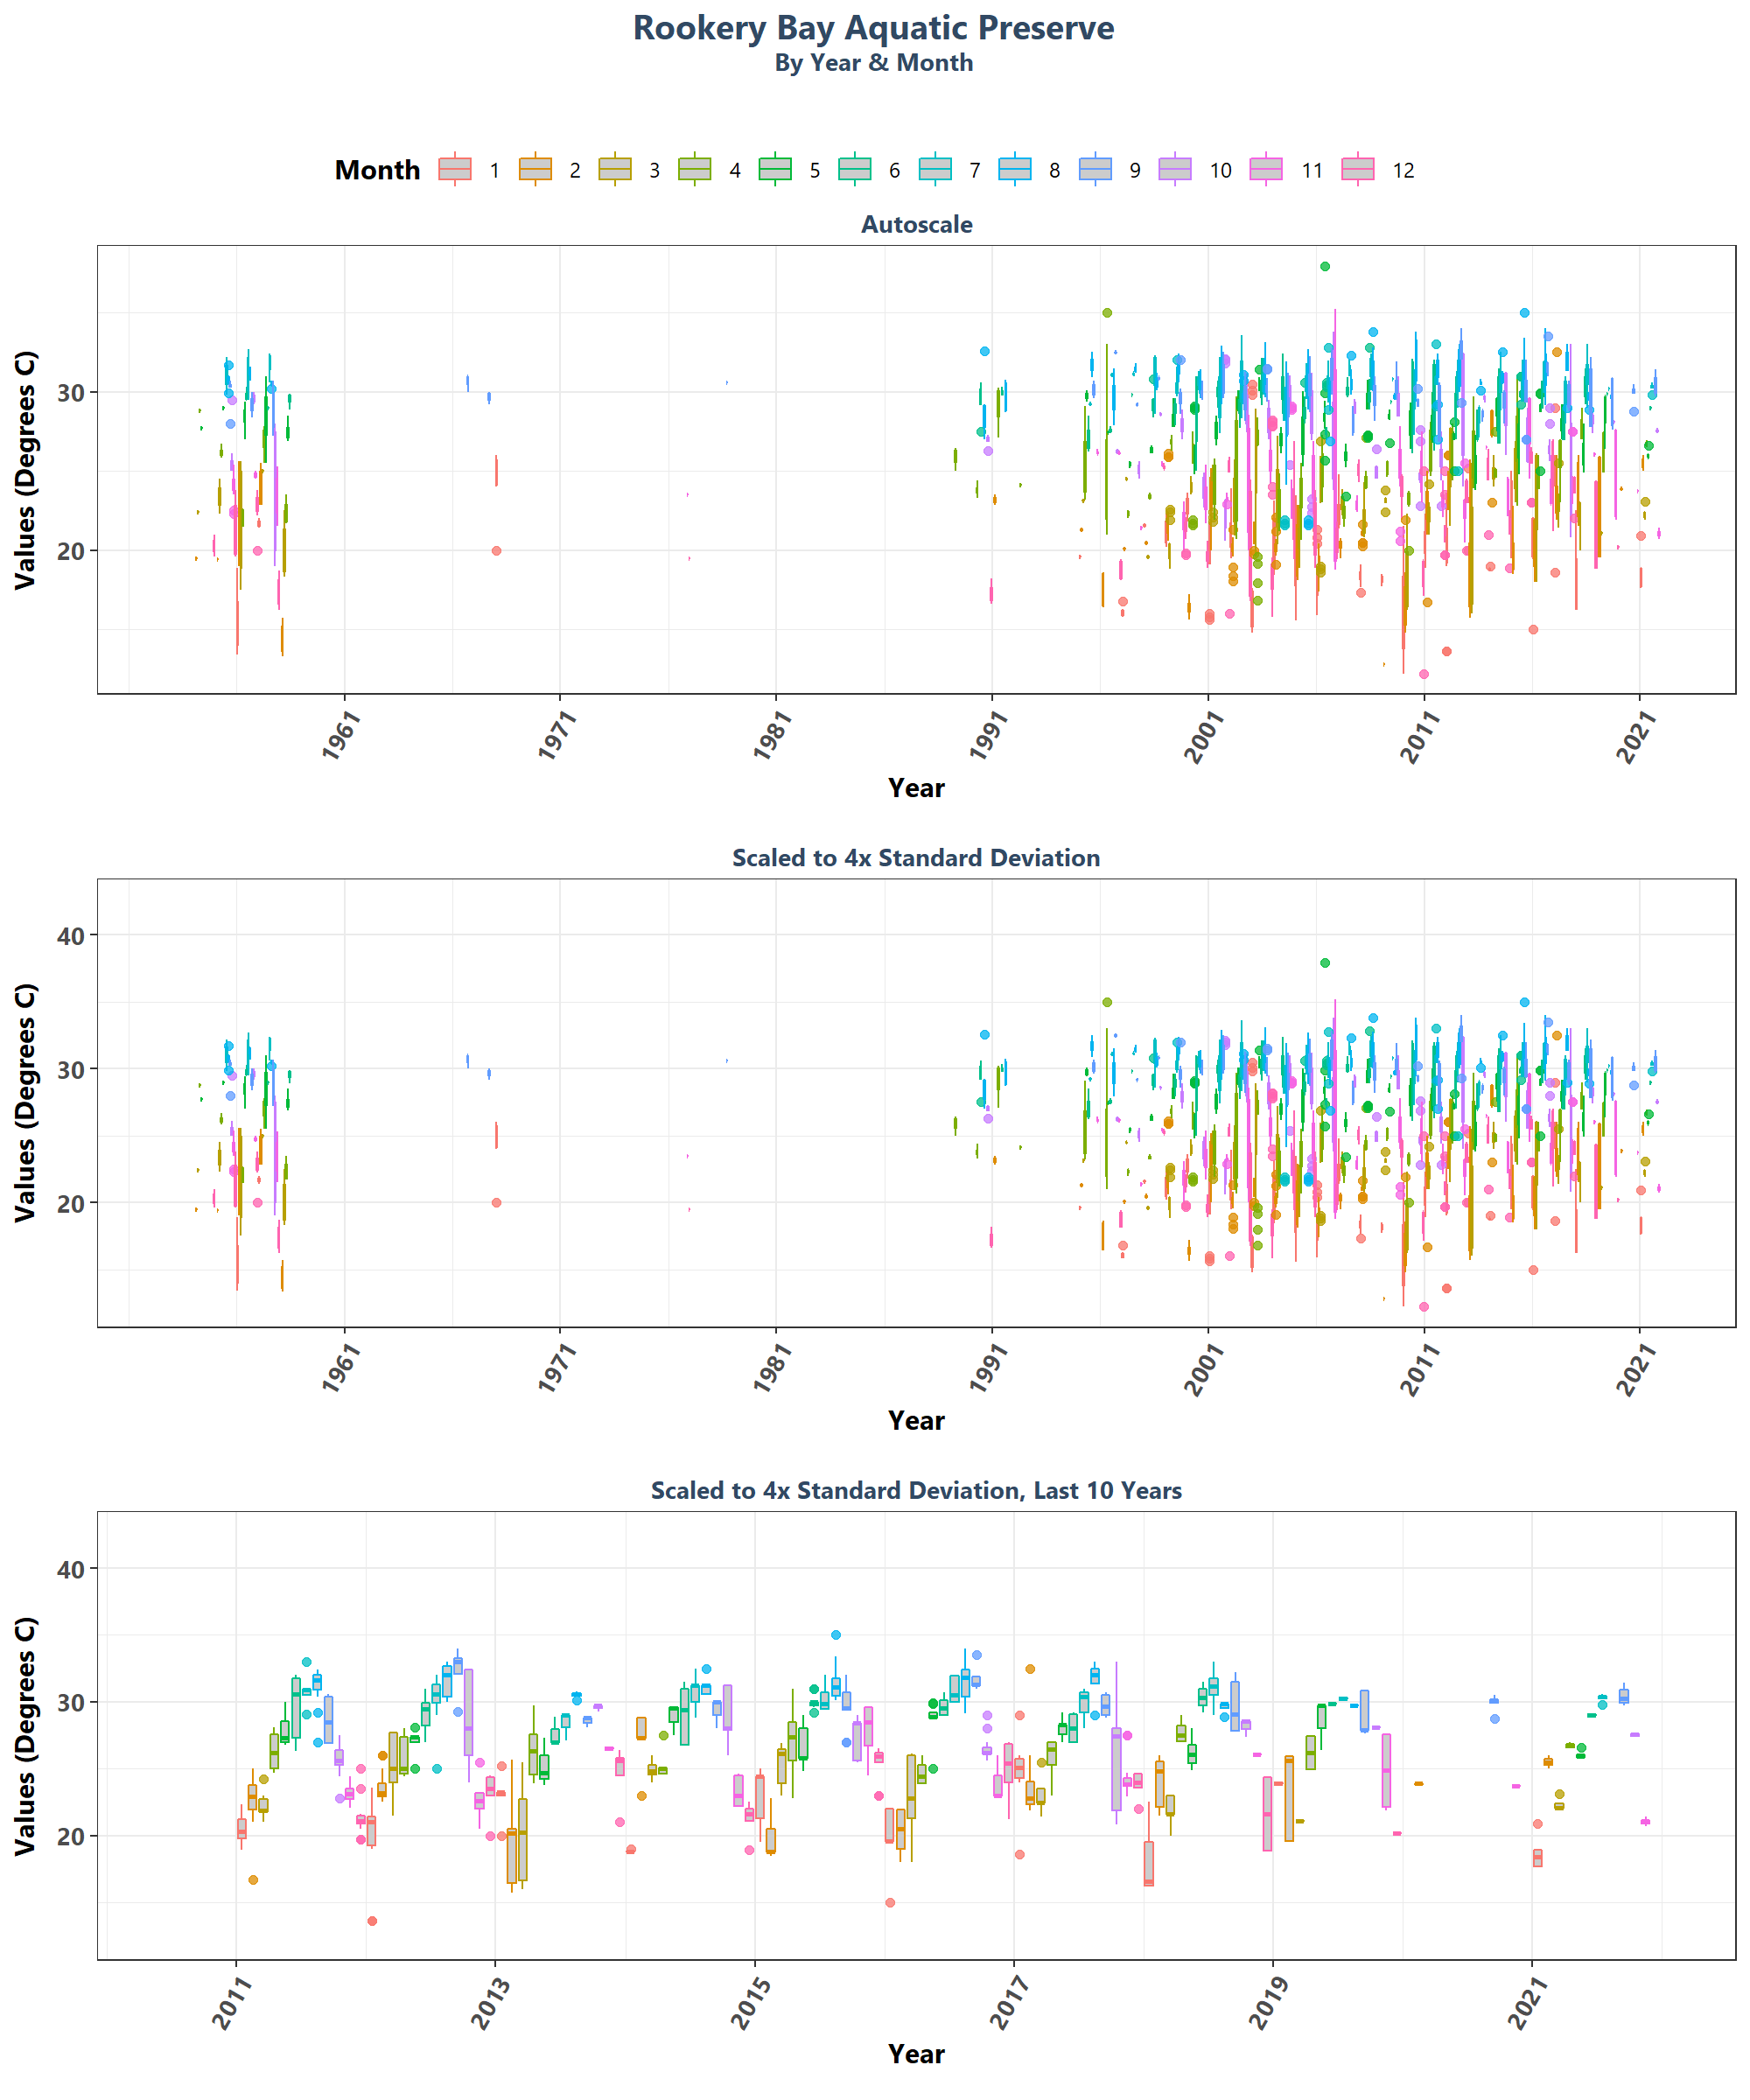 Rookery Bay Aquatic Preserve
By Year & Month
Month 1 2 3 4 5 6 7 8 9 10 11 12
Autoscale
Values (Degrees C)
30
20
1961 1971 1981 1991 2001 2011 2021
Year
Scaled to 4x Standard Deviation
Values (Degrees C)
40
30
20
1961 1971 1981 1991 2001 2011 2021
Year
Scaled to 4x Standard Deviation, Last 10 Years
Values (Degrees C)
40
30
20
2011 2013 2015 2017 2019 2021
Year